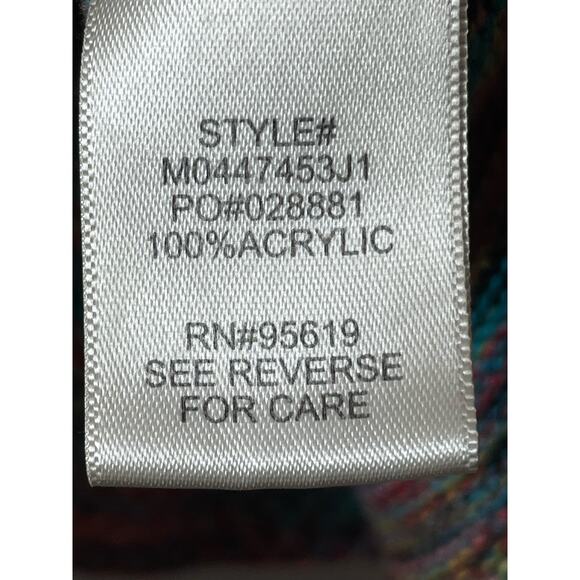 STYLE#
M0447453J1
PO#028881
100%ACRYLIC
RN#95619
SEE REVERSE
FOR CARE